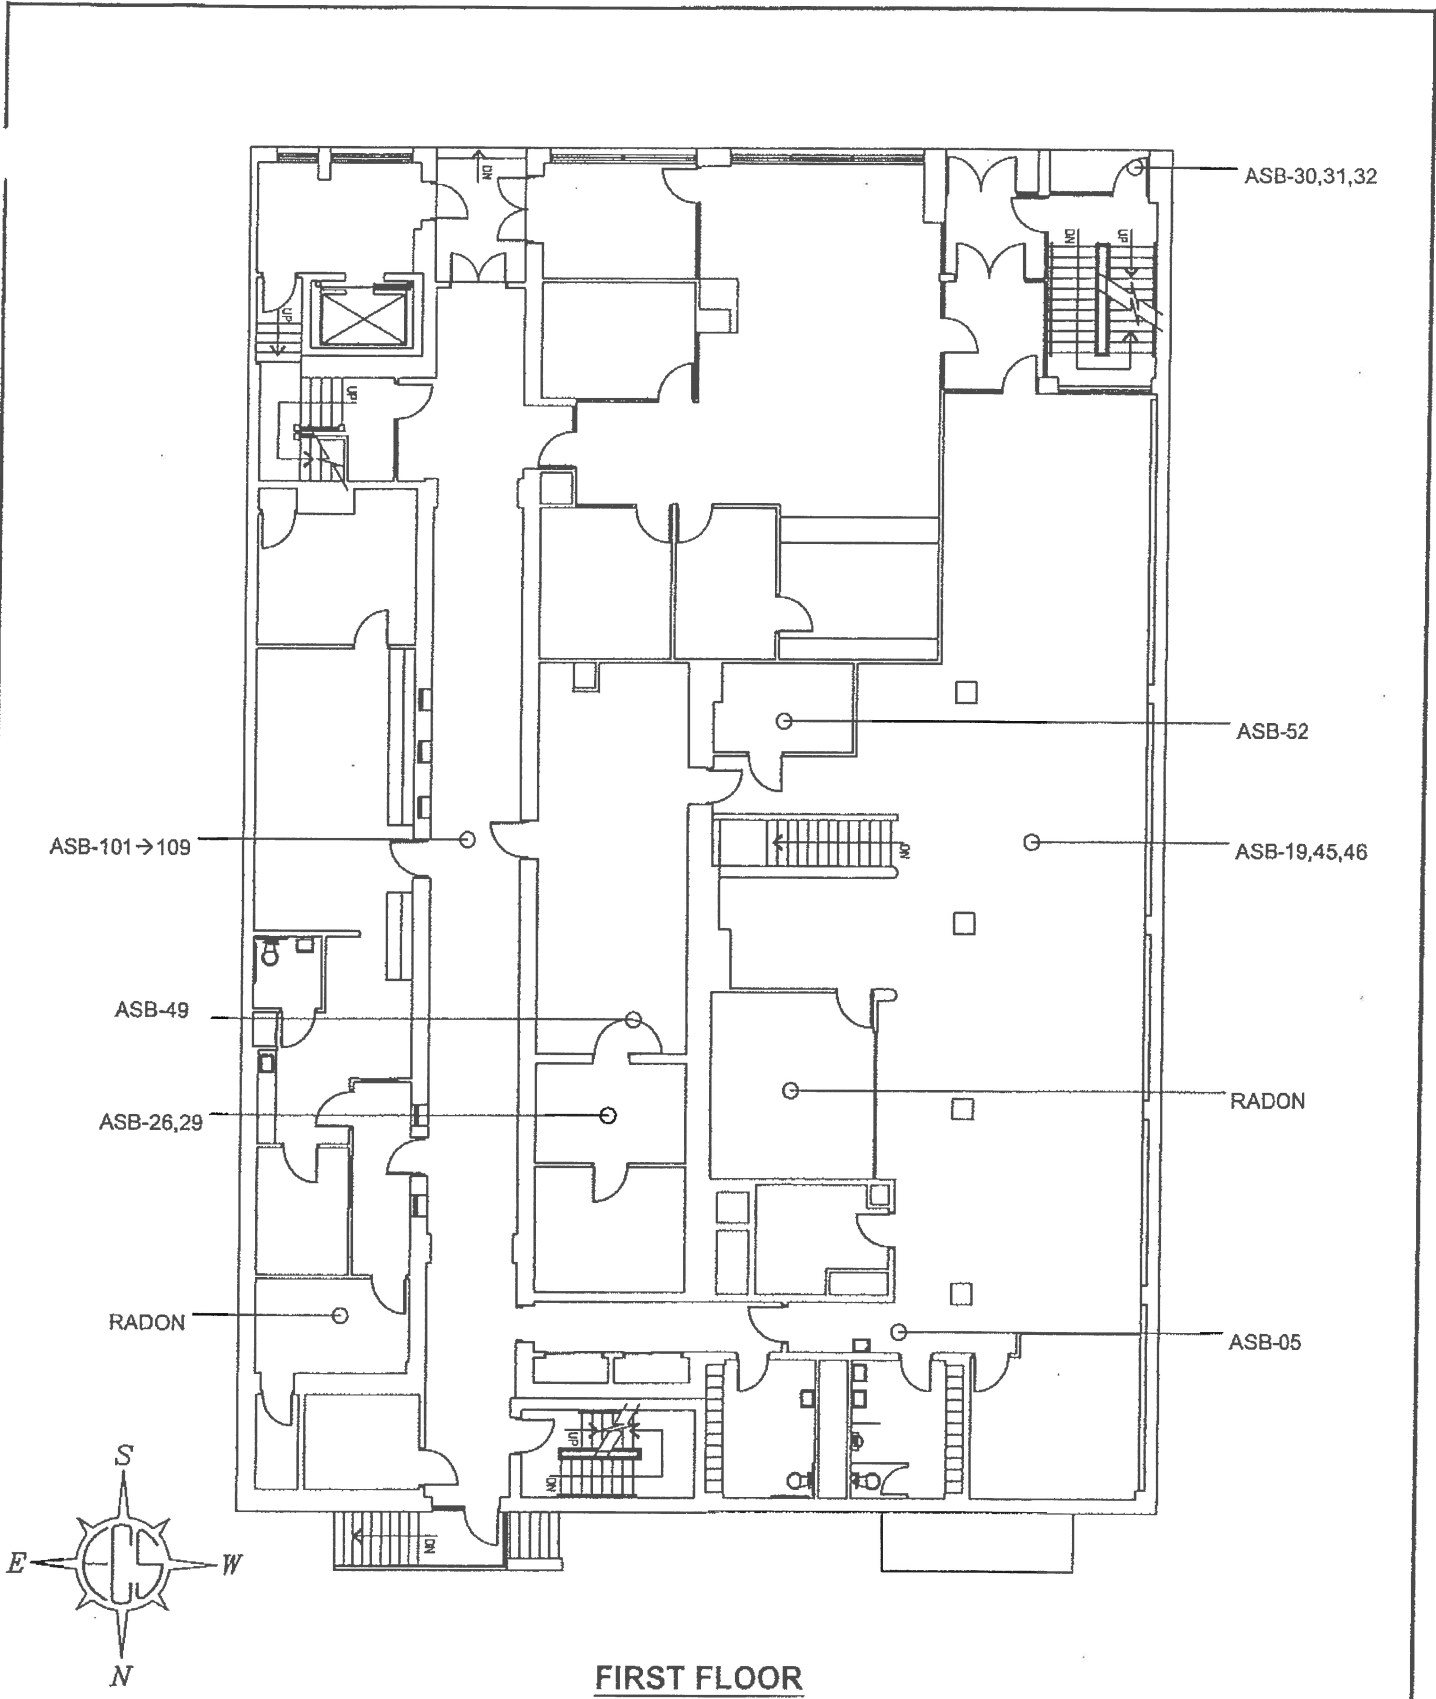 DN
ASB-30,31,32
DN
UP
UP
UP
ASB-52
ASB-101→109
DN
ASB-19,45,46
ASB-49
ASB-26,29
RADON
RADON
ASB-05
UP
DN
DN
S
E
W
N
FIRST FLOOR